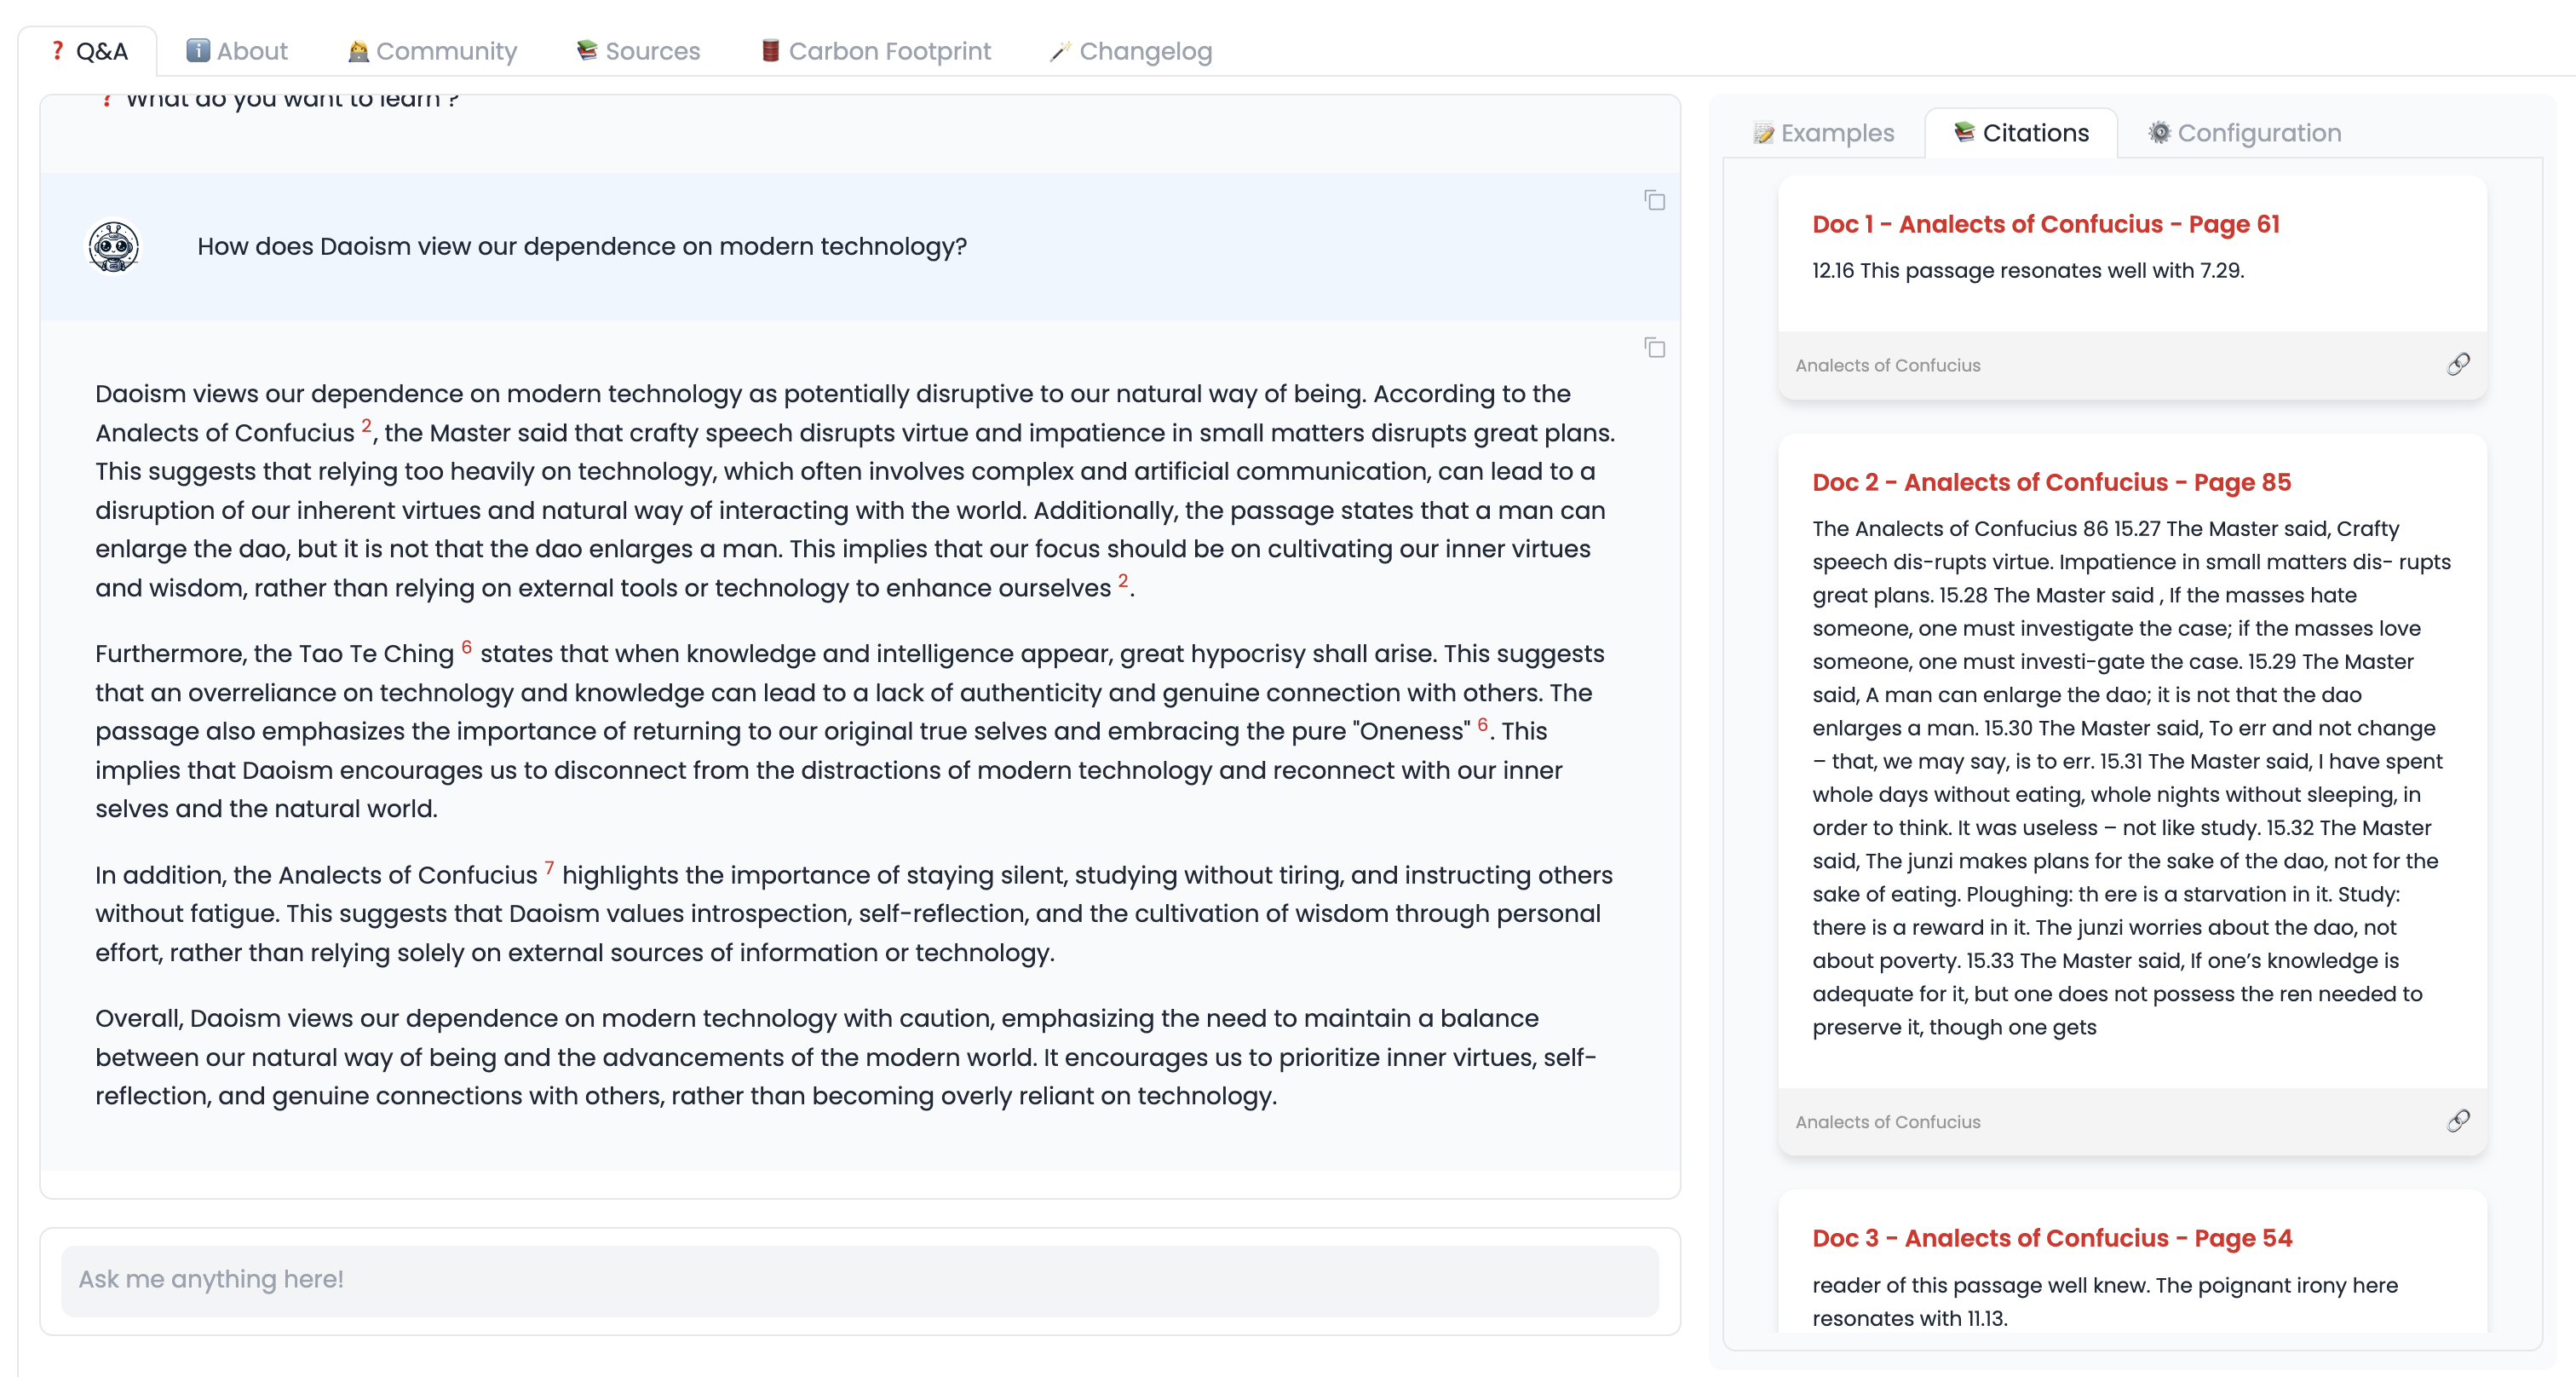 ❓ Q&A
ℹ️ About
👩‍💻 Community
📚 Sources
🛢️ Carbon Footprint
🪄 Changelog
❓ What do you want to learn ?
How does Daoism view our dependence on modern technology?
Daoism views our dependence on modern technology as potentially disruptive to our natural way of being. According to the
Analects of Confucius 2, the Master said that crafty speech disrupts virtue and impatience in small matters disrupts great plans.
This suggests that relying too heavily on technology, which often involves complex and artificial communication, can lead to a
disruption of our inherent virtues and natural way of interacting with the world. Additionally, the passage states that a man can
enlarge the dao, but it is not that the dao enlarges a man. This implies that our focus should be on cultivating our inner virtues
and wisdom, rather than relying on external tools or technology to enhance ourselves 2.
Furthermore, the Tao Te Ching 6 states that when knowledge and intelligence appear, great hypocrisy shall arise. This suggests
that an overreliance on technology and knowledge can lead to a lack of authenticity and genuine connection with others. The
passage also emphasizes the importance of returning to our original true selves and embracing the pure "Oneness" 6. This
implies that Daoism encourages us to disconnect from the distractions of modern technology and reconnect with our inner
selves and the natural world.
In addition, the Analects of Confucius 7 highlights the importance of staying silent, studying without tiring, and instructing others
without fatigue. This suggests that Daoism values introspection, self-reflection, and the cultivation of wisdom through personal
effort, rather than relying solely on external sources of information or technology.
Overall, Daoism views our dependence on modern technology with caution, emphasizing the need to maintain a balance
between our natural way of being and the advancements of the modern world. It encourages us to prioritize inner virtues, self-
reflection, and genuine connections with others, rather than becoming overly reliant on technology.
Ask me anything here!
📝 Examples
📚 Citations
⚙️ Configuration
Doc 1 - Analects of Confucius - Page 61
12.16 This passage resonates well with 7.29.
Analects of Confucius
Doc 2 - Analects of Confucius - Page 85
The Analects of Confucius 86 15.27 The Master said, Crafty
speech dis-rupts virtue. Impatience in small matters dis- rupts
great plans. 15.28 The Master said , If the masses hate
someone, one must investigate the case; if the masses love
someone, one must investi-gate the case. 15.29 The Master
said, A man can enlarge the dao; it is not that the dao
enlarges a man. 15.30 The Master said, To err and not change
– that, we may say, is to err. 15.31 The Master said, I have spent
whole days without eating, whole nights without sleeping, in
order to think. It was useless – not like study. 15.32 The Master
said, The junzi makes plans for the sake of the dao, not for the
sake of eating. Ploughing: th ere is a starvation in it. Study:
there is a reward in it. The junzi worries about the dao, not
about poverty. 15.33 The Master said, If one’s knowledge is
adequate for it, but one does not possess the ren needed to
preserve it, though one gets
Analects of Confucius
Doc 3 - Analects of Confucius - Page 54
reader of this passage well knew. The poignant irony here
resonates with 11.13.